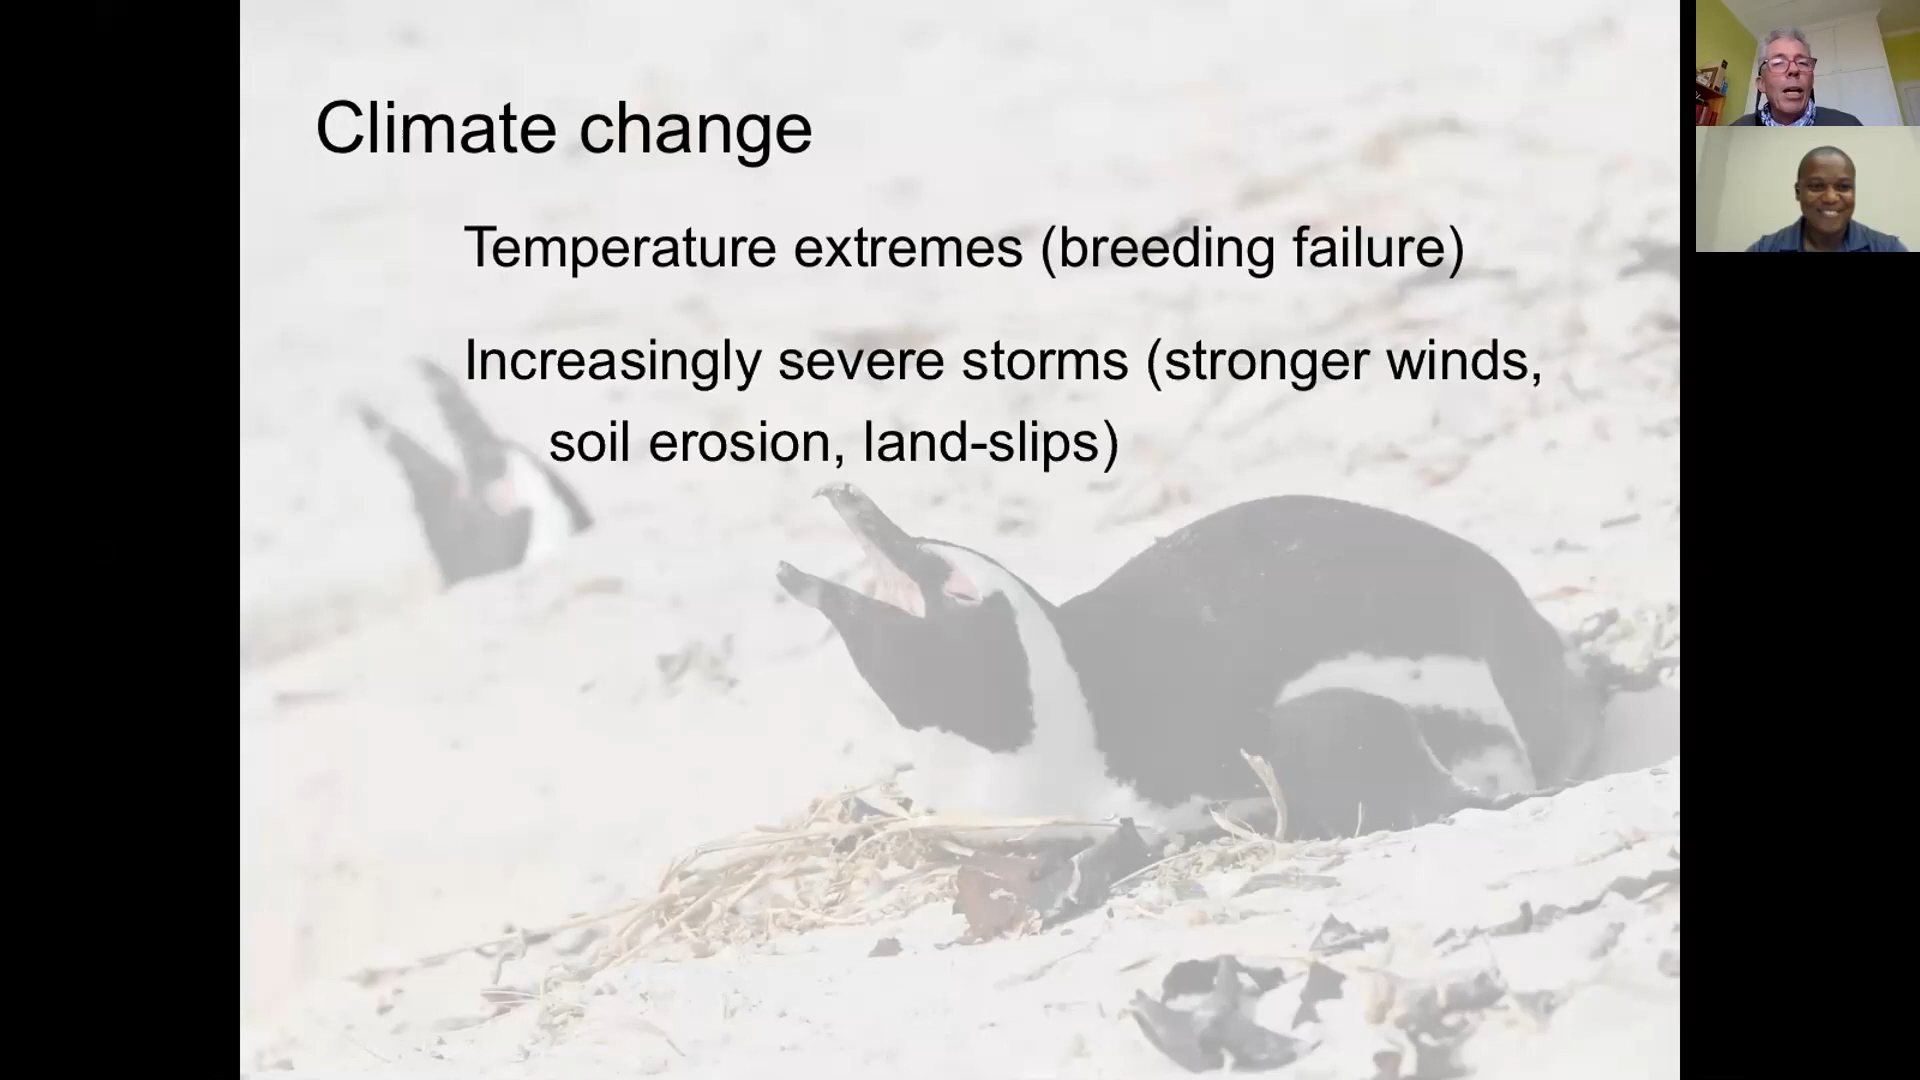 Climate change
Temperature extremes (breeding failure)
Increasingly severe storms (stronger winds,
soil erosion, land-slips)